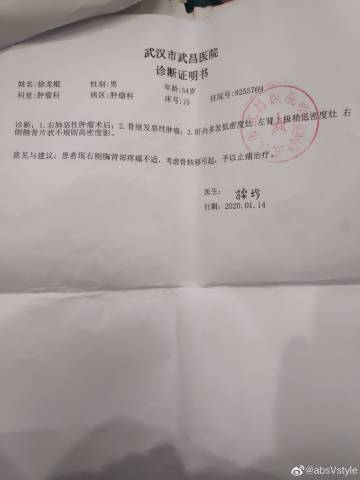 武汉市武昌医院
诊断证明书
姓名:徐龙根 性别:男 年龄:54岁 住院号:9255769
科室:肿瘤科 病区:肿瘤科 床号:15
诊断:1.右肺恶性肿瘤术后;2.骨继发恶性肿瘤;3.肝内多发低密度灶 左肾上极稍低密度灶 右
侧髂骨片状不规则高密度影。
意见与建议:患者现右侧胸背部疼痛不适,考虑骨转移引起,予以止痛治疗。
医生:
日期:2020.01.14
@absVstyle